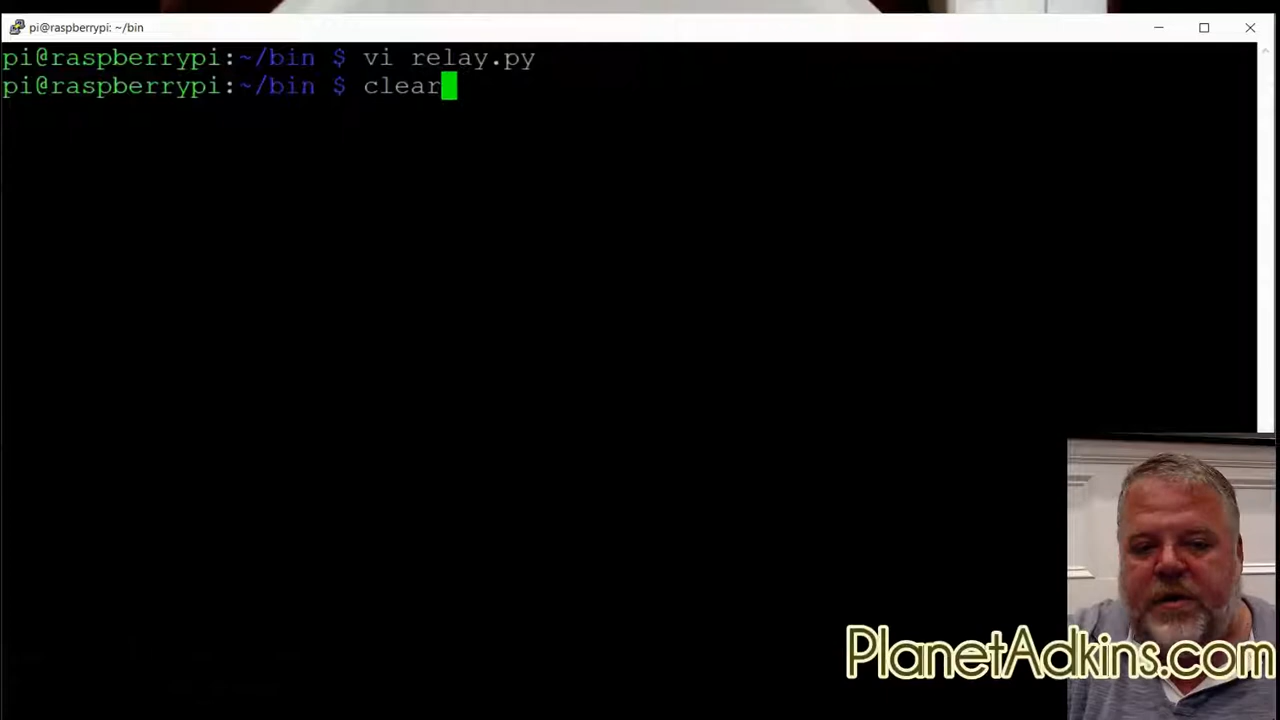 pi@raspberrypi: ~/bin
pi@raspberrypi:~/bin $ vi relay.py
pi@raspberrypi:~/bin $ clear
PlanetAdkins.com